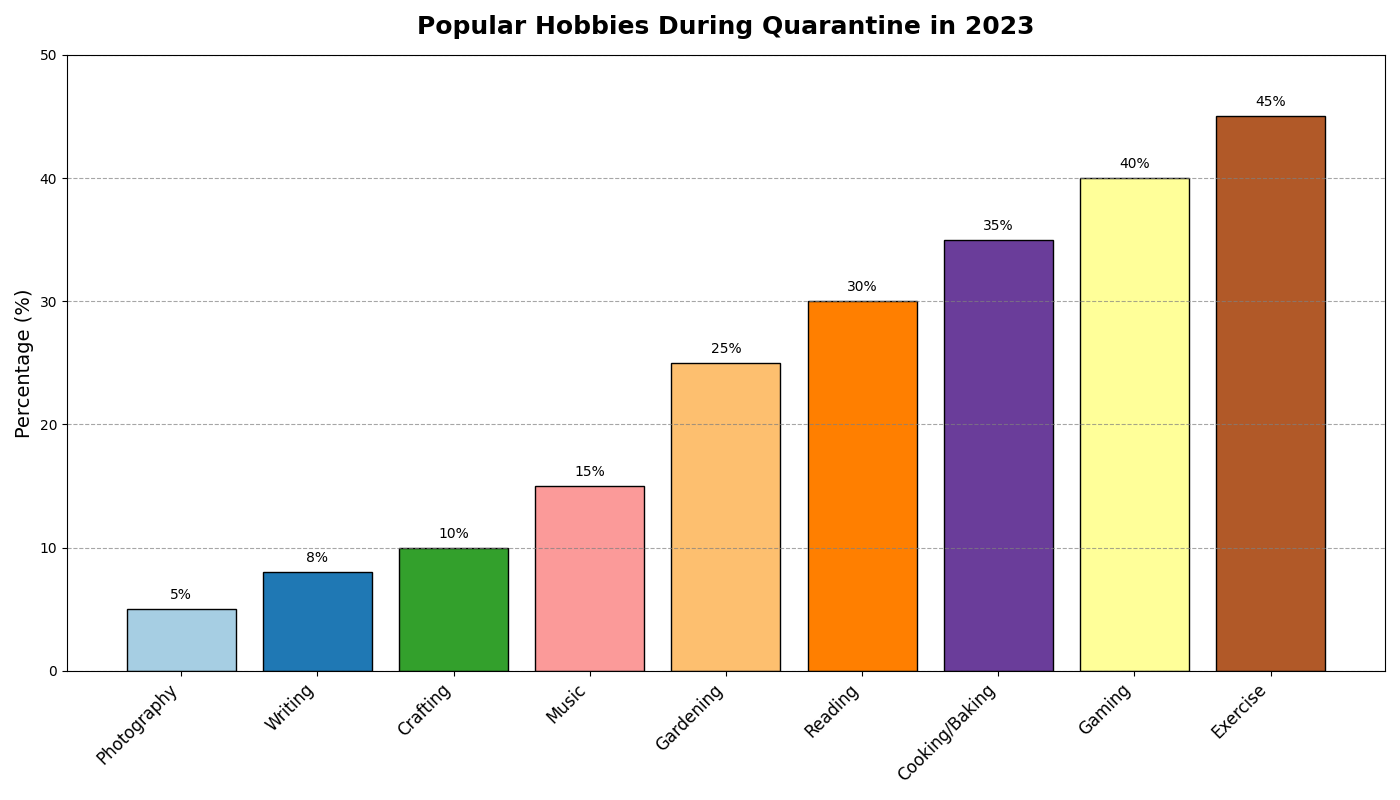 Popular Hobbies During Quarantine in 2023
Percentage (%)
50
40
30
20
10
0
5%
8%
10%
15%
25%
30%
35%
40%
45%
Photography
Writing
Crafting
Music
Gardening
Reading
Cooking/Baking
Gaming
Exercise